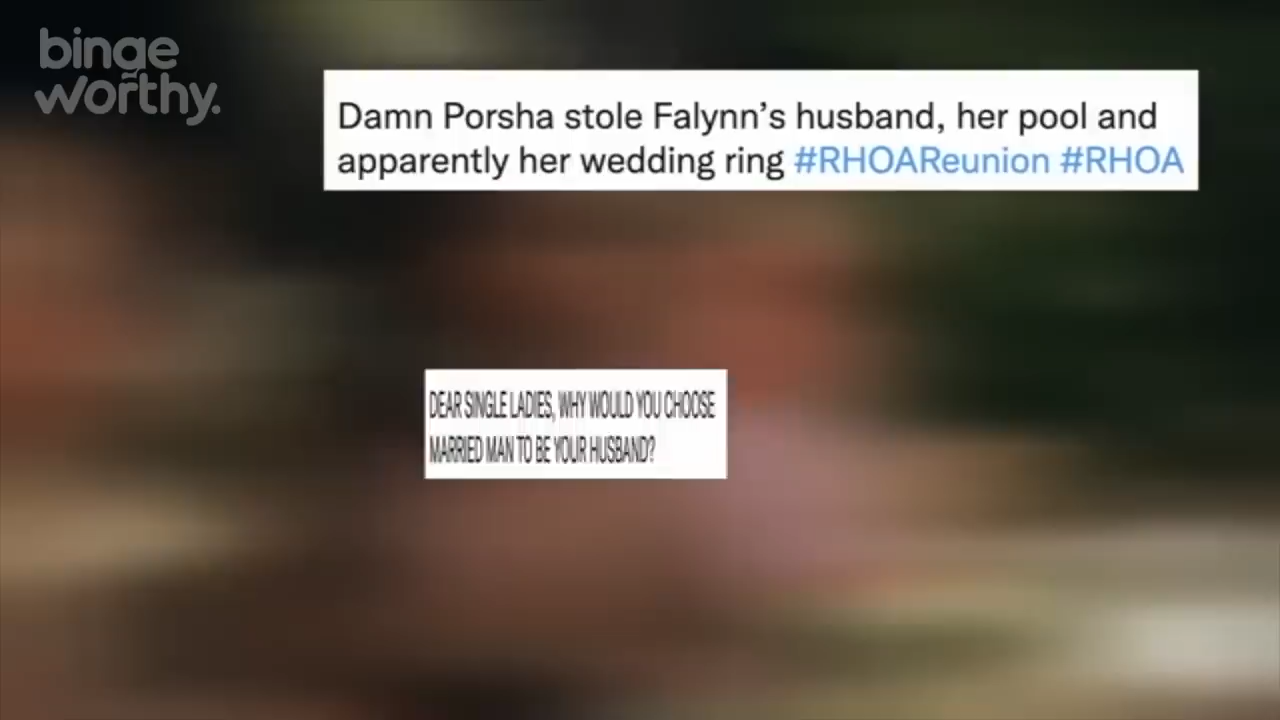 binge
worthy.
Damn Porsha stole Falynn’s husband, her pool and
apparently her wedding ring #RHOAReunion #RHOA
DEAR SINGLE LADIES, WHY WOULD YOU CHOOSE
MARRIED MAN TO BE YOUR HUSBAND?